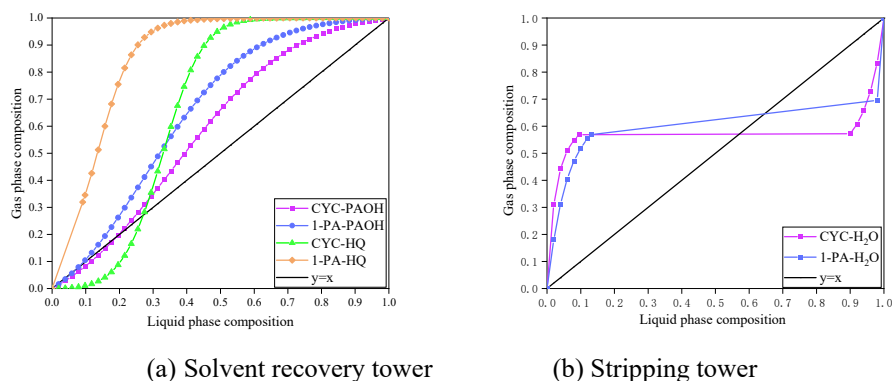 Gas phase composition
1.0
0.9
0.8
0.7
0.6
0.5
0.4
0.3
0.2
0.1
0.0
CYC-PAOH
1-PA-PAOH
CYC-HQ
1-PA-HQ
y=x
0.0 0.1 0.2 0.3 0.4 0.5 0.6 0.7 0.8 0.9 1.0
Liquid phase composition
(a) Solvent recovery tower
Gas phase composition
1.0
0.9
0.8
0.7
0.6
0.5
0.4
0.3
0.2
0.1
0.0
CYC-H₂O
1-PA-H₂O
y=x
0.0 0.1 0.2 0.3 0.4 0.5 0.6 0.7 0.8 0.9 1.0
Liquid phase composition
(b) Stripping tower